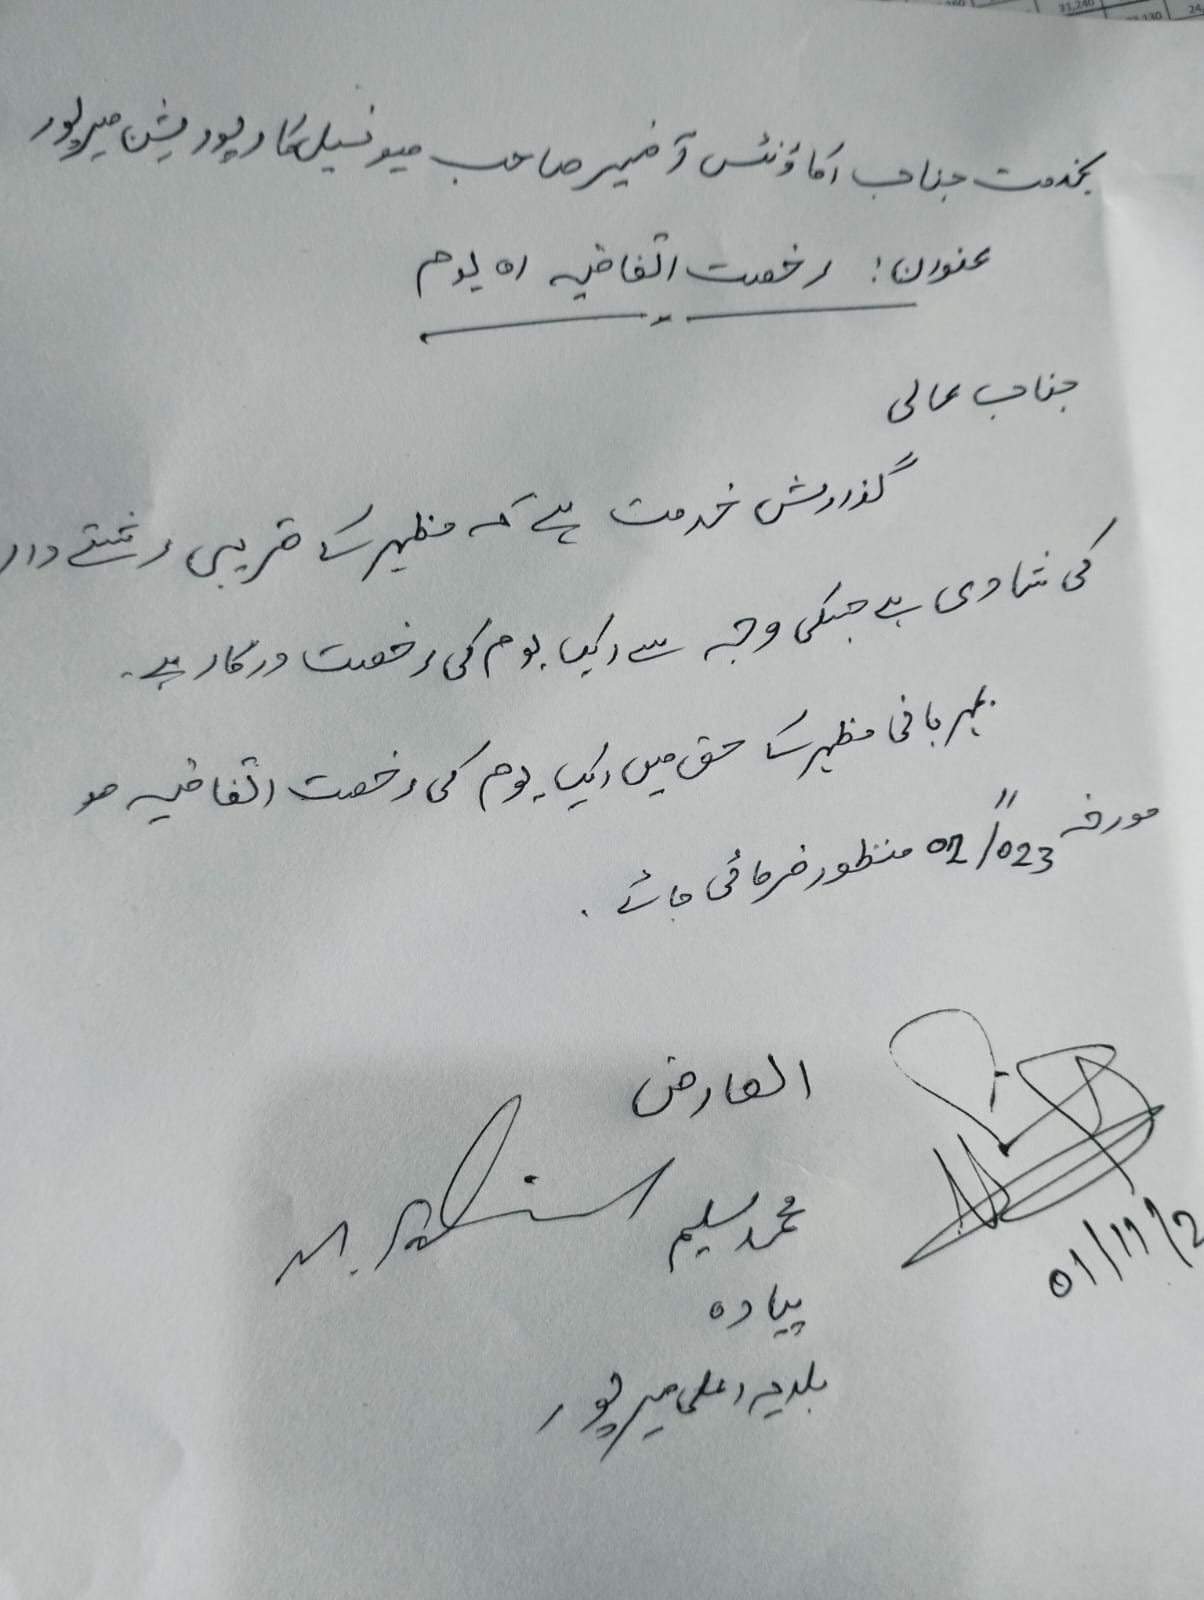 بخدمت جناب اکاؤنٹس آفیسر صاحب میونسپل کارپوریشن میرپور
عنوان: رخصت اتفاقیہ 01 یوم
جناب عالی
گذارش خدمت ہے کہ مظہر کے قریبی رشتے دار
کی شادی ہے جسکی وجہ سے ایک یوم کی رخصت درکار ہے۔
بمہربانی مظہر کے حق میں ایک یوم کی رخصت اتفاقیہ
مورخہ 02/11/023 منظور فرمائی جائے۔
العارض
محمد سلیم
01/11/2
پیادہ
بلدیہ اعلی میرپور